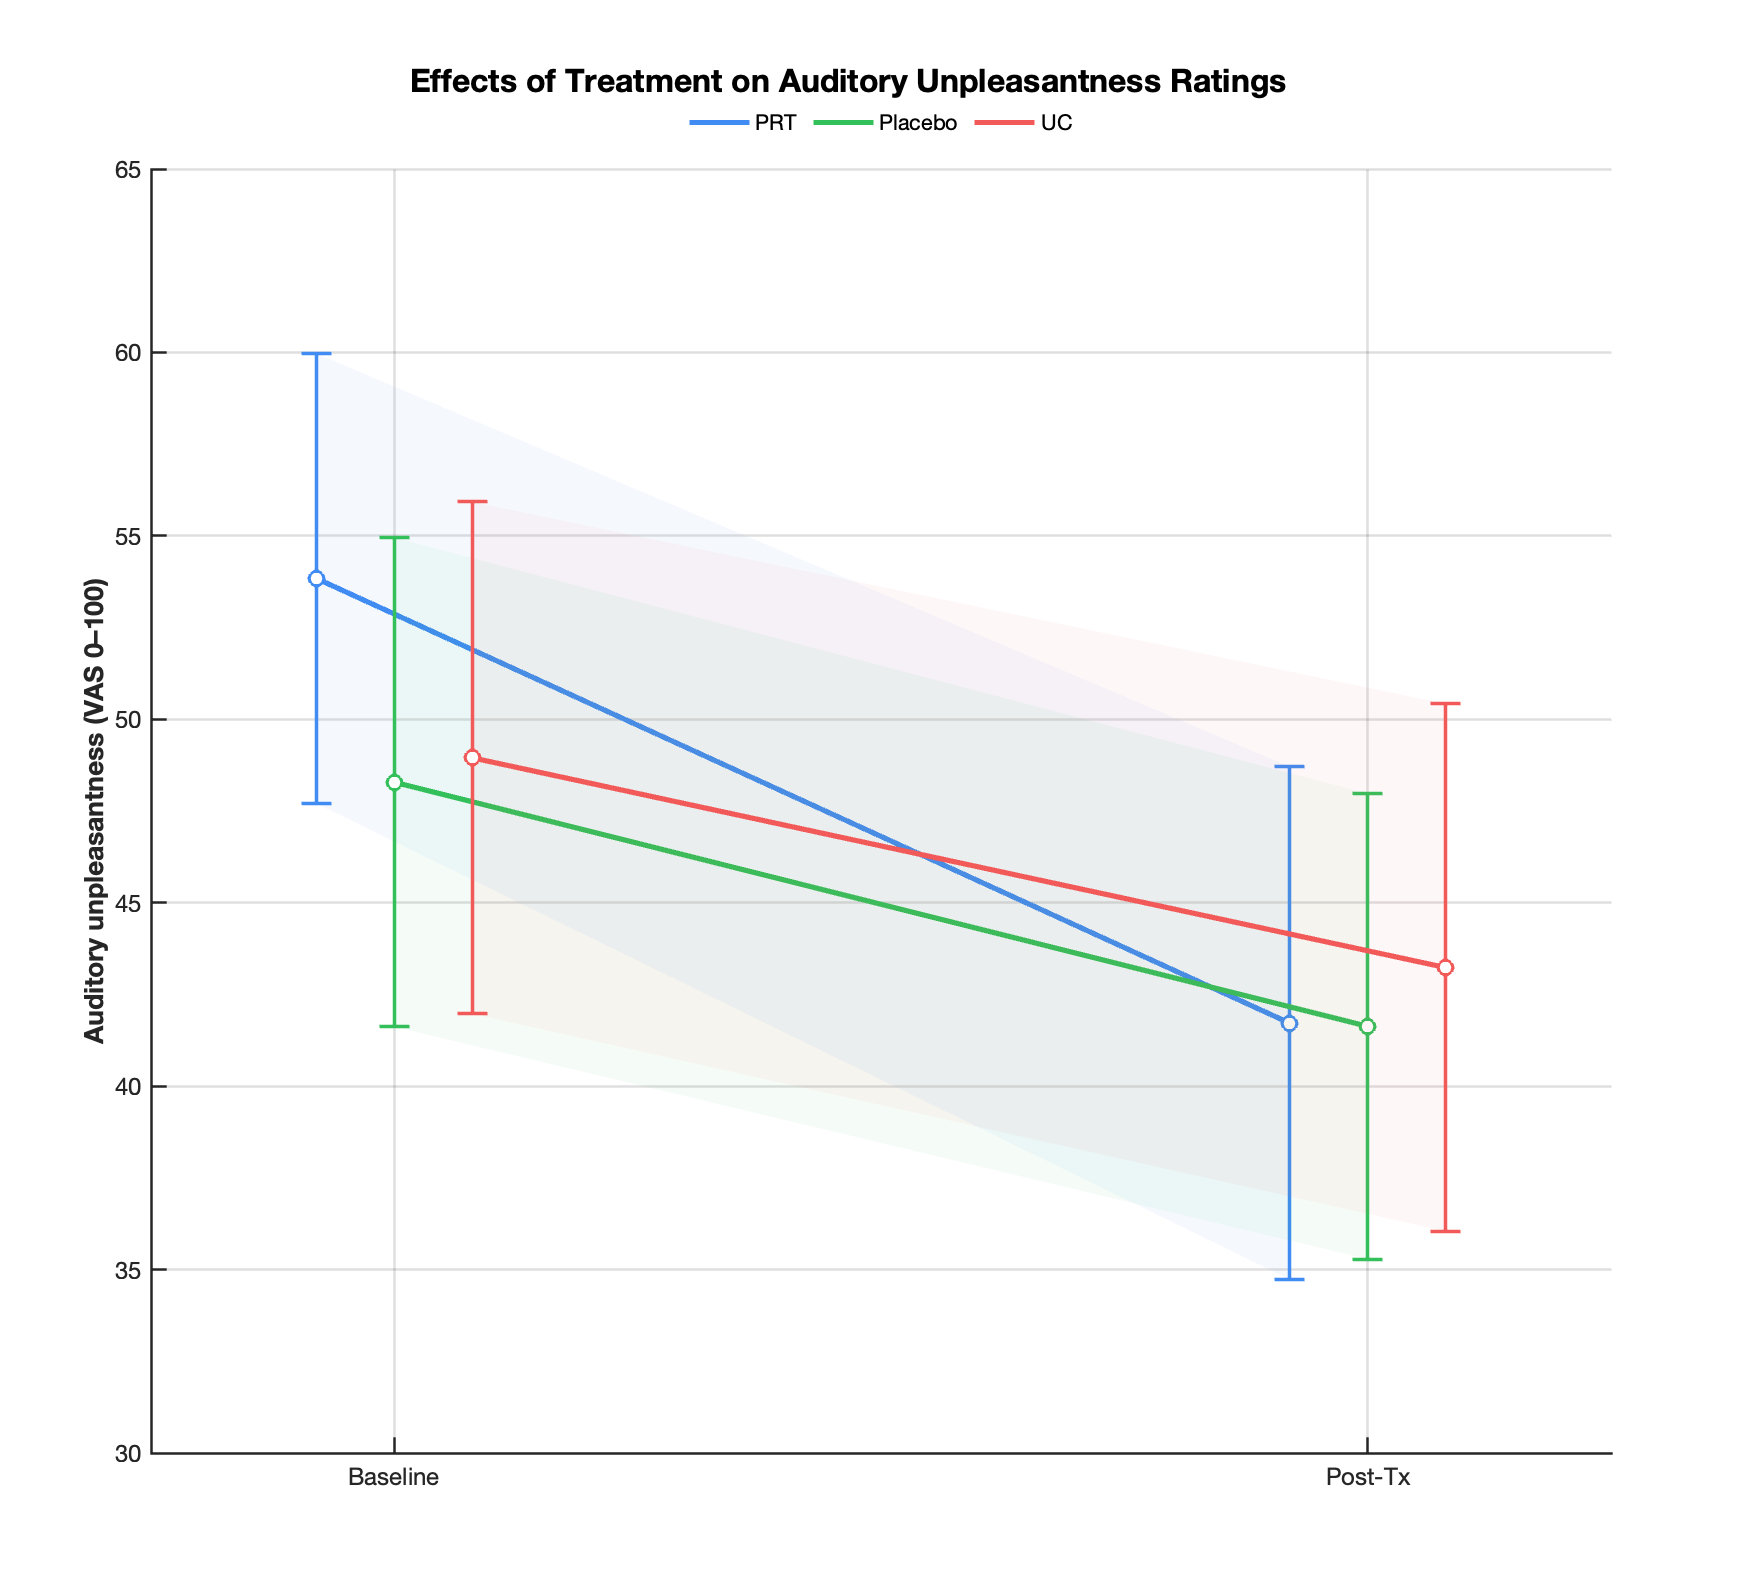 Effects of Treatment on Auditory Unpleasantness Ratings
PRT Placebo UC
Auditory unpleasantness (VAS 0–100)
65
60
55
50
45
40
35
30
Baseline Post-Tx